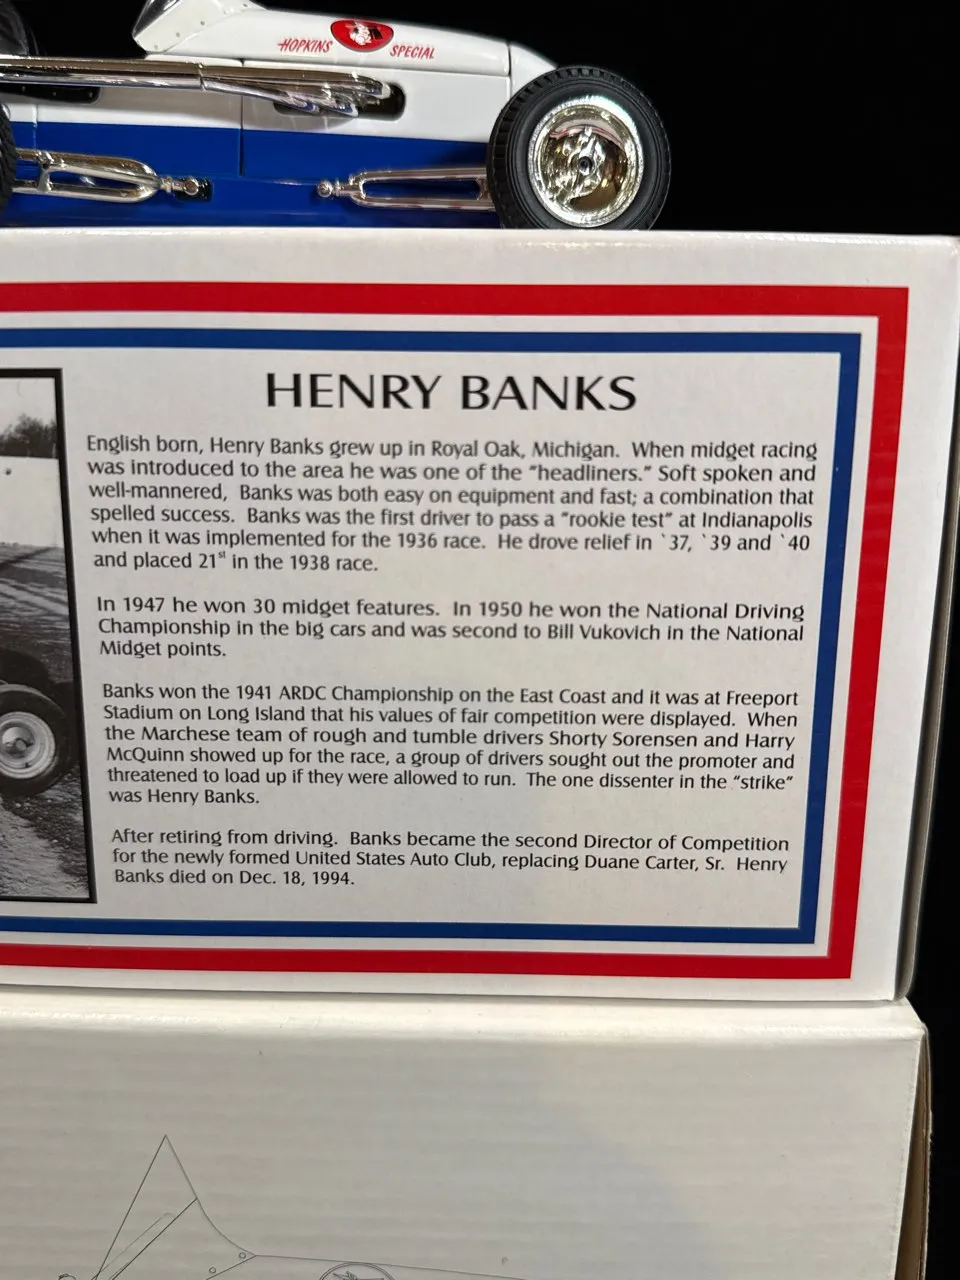 HOPKINS SPECIAL
HENRY BANKS
English born, Henry Banks grew up in Royal Oak, Michigan. When midget racing
was introduced to the area he was one of the "headliners." Soft spoken and
well-mannered, Banks was both easy on equipment and fast; a combination that
spelled success. Banks was the first driver to pass a "rookie test" at Indianapolis
when it was implemented for the 1936 race. He drove relief in `37, `39 and `40
and placed 21st in the 1938 race.
In 1947 he won 30 midget features. In 1950 he won the National Driving
Championship in the big cars and was second to Bill Vukovich in the National
Midget points.
Banks won the 1941 ARDC Championship on the East Coast and it was at Freeport
Stadium on Long Island that his values of fair competition were displayed. When
the Marchese team of rough and tumble drivers Shorty Sorensen and Harry
McQuinn showed up for the race, a group of drivers sought out the promoter and
threatened to load up if they were allowed to run. The one dissenter in the "strike"
was Henry Banks.
After retiring from driving. Banks became the second Director of Competition
for the newly formed United States Auto Club, replacing Duane Carter, Sr. Henry
Banks died on Dec. 18, 1994.